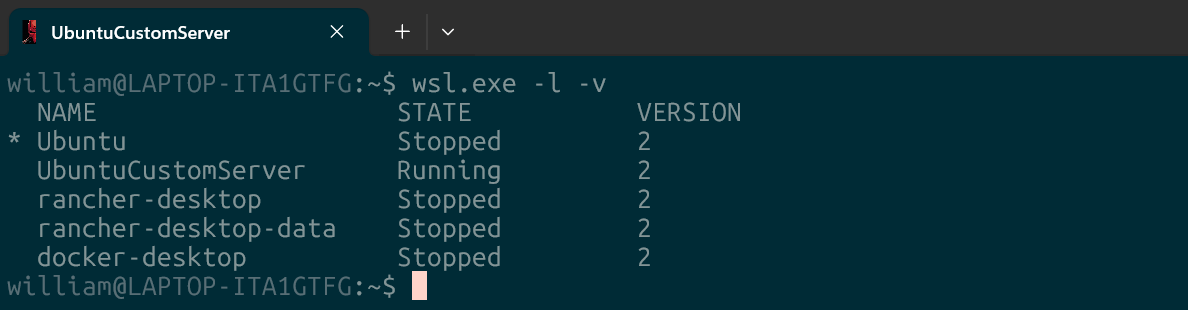 UbuntuCustomServer
william@LAPTOP-ITA1GTFG:~$ wsl.exe -l -v
  NAME                    STATE           VERSION
* Ubuntu                  Stopped         2
  UbuntuCustomServer      Running         2
  rancher-desktop         Stopped         2
  rancher-desktop-data    Stopped         2
  docker-desktop          Stopped         2
william@LAPTOP-ITA1GTFG:~$